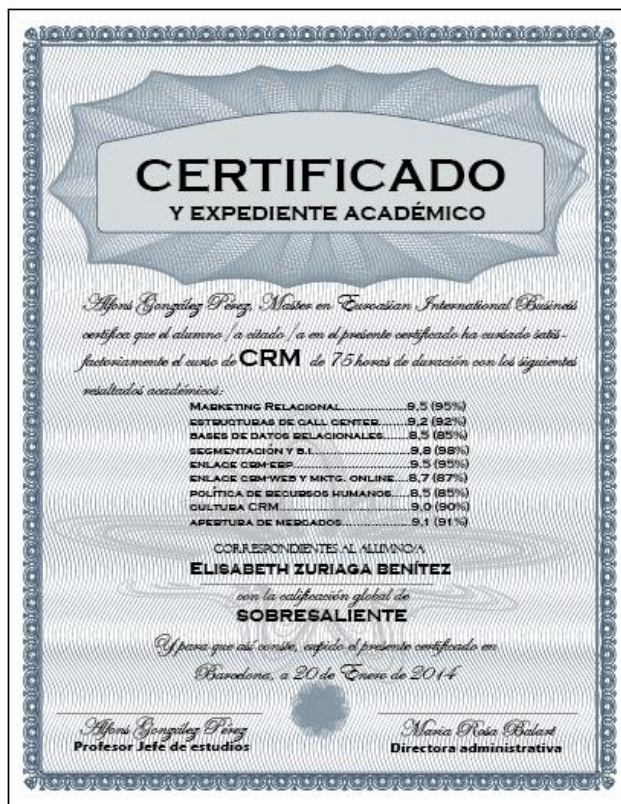 CERTIFICADO
Y EXPEDIENTE ACADÉMICO
Alfons González Pérez, Master en Euroasian International Business
certifica que el alumno/a citado/a en el presente certificado ha cursado satis-
factoriamente el curso de CRM de 75 horas de duración con los siguientes
resultados académicos:
MARKETING RELACIONAL..................9,5 (95%)
ESTRUCTURAS DE CALL CENTER..........9,2 (92%)
BASES DE DATOS RELACIONALES......8,5 (85%)
SEGMENTACIÓN Y B.I..........................9,8 (98%)
ENLACE CRM-ERP..............................9,5 (95%)
ENLACE CRM-WEB Y MKTG. ONLINE...8,7 (87%)
POLÍTICA DE RECURSOS HUMANOS....8,5 (85%)
CULTURA CRM...................................9,0 (90%)
APERTURA DE MERCADOS..................9,1 (91%)
CORRESPONDIENTES AL ALUMNO/A
ELISABETH ZURIAGA BENÍTEZ
con la calificación global de
SOBRESALIENTE
Y para que así conste, expido el presente certificado en
Barcelona, a 20 de Enero de 2014
Alfons González Pérez
Profesor Jefe de estudios
Maria Rosa Balart
Directora administrativa